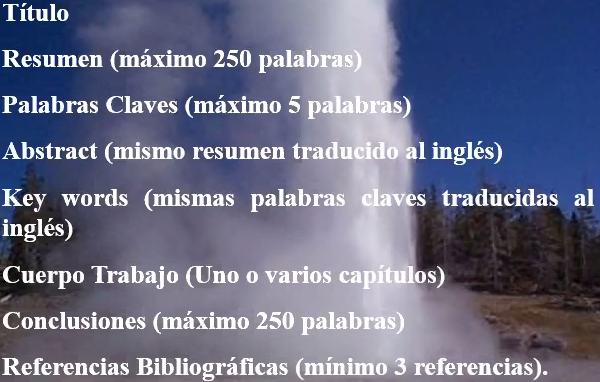 Título
Resumen (máximo 250 palabras)
Palabras Claves (máximo 5 palabras)
Abstract (mismo resumen traducido al inglés)
Key words (mismas palabras claves traducidas al
inglés)
Cuerpo Trabajo (Uno o varios capítulos)
Conclusiones (máximo 250 palabras)
Referencias Bibliográficas (mínimo 3 referencias).